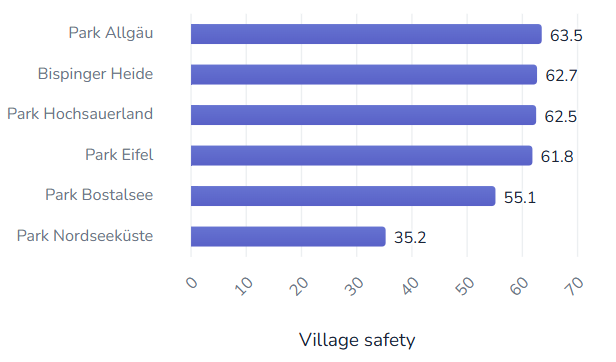 Park Allgäu 63.5
Bispinger Heide 62.7
Park Hochsauerland 62.5
Park Eifel 61.8
Park Bostalsee 55.1
Park Nordseeküste 35.2
0 10 20 30 40 50 60 70
Village safety